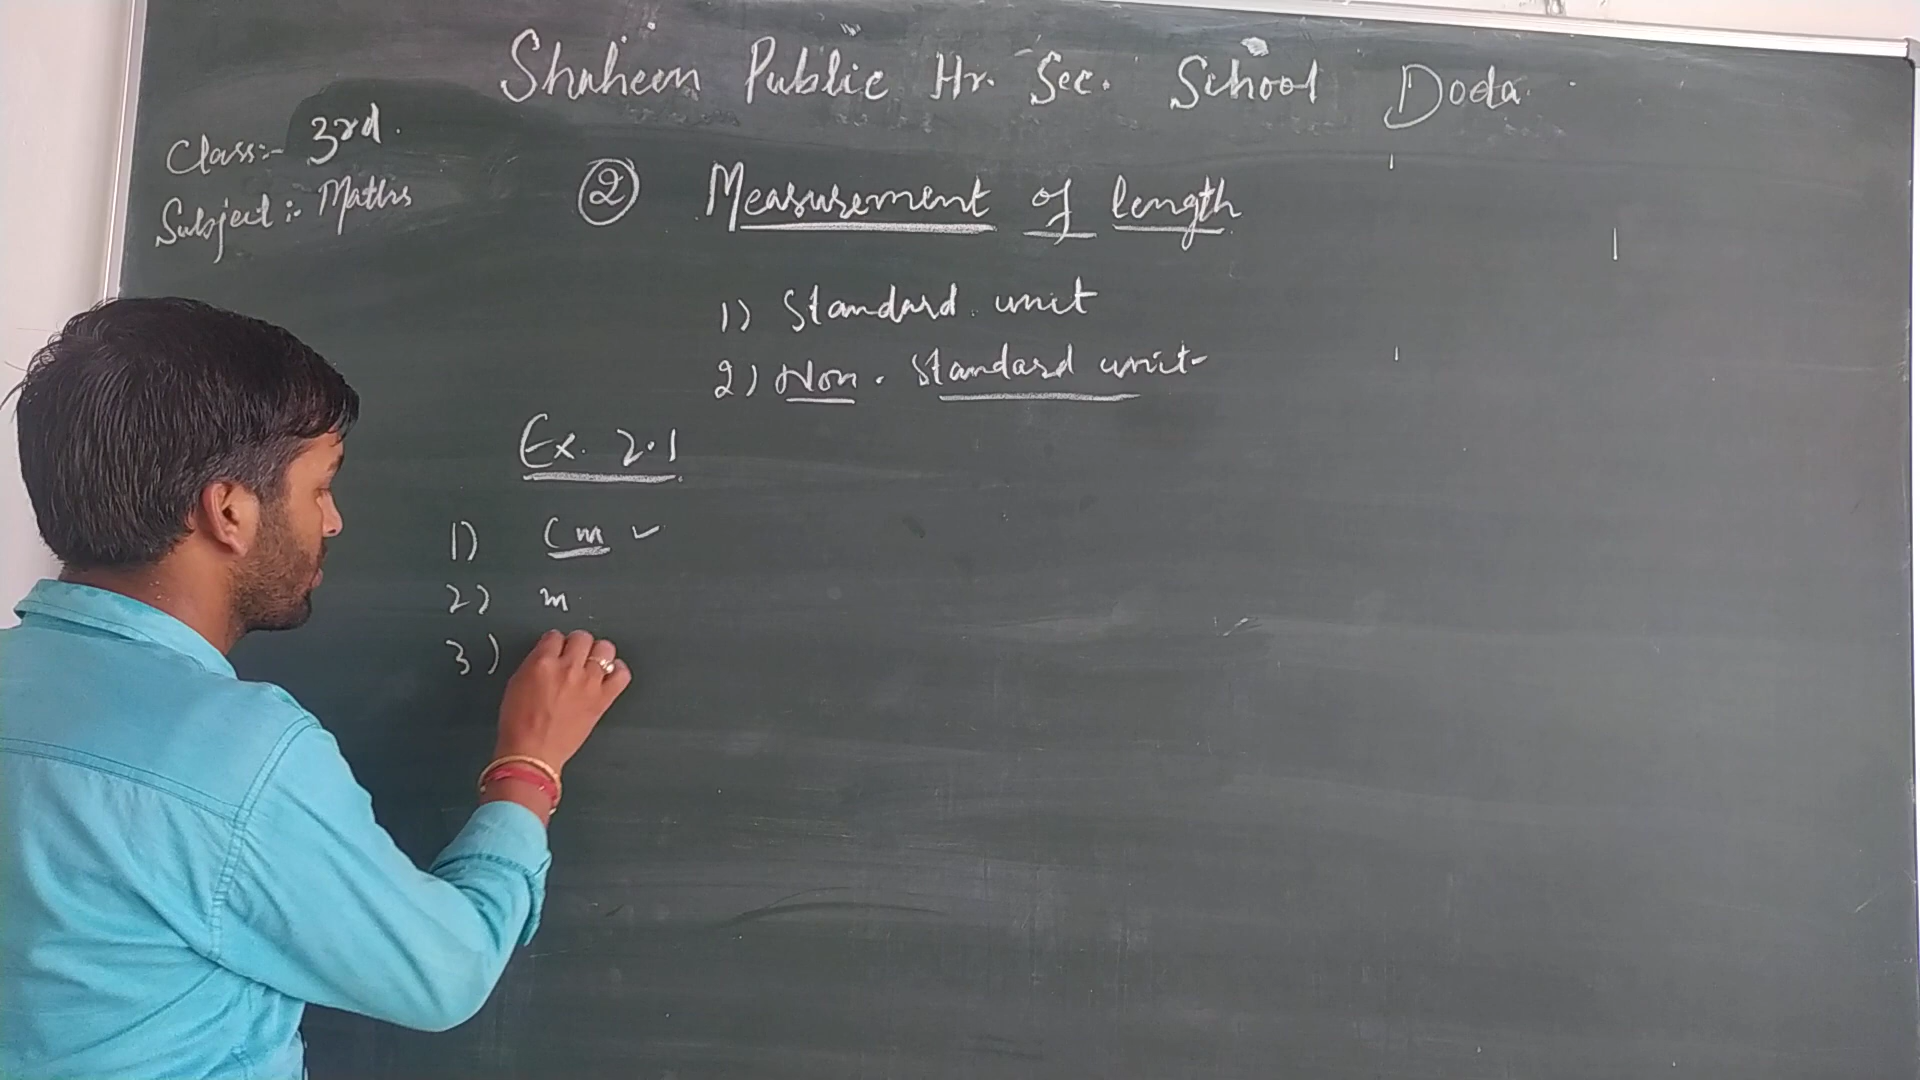 Shaheen Public Hr. Sec. School Doda
Class:- 3rd.
Subject:- Maths
② Measurement of length
1) Standard unit
2) Non. Standard unit-
Ex. 2.1
1) Cm ✓
2) m
3)